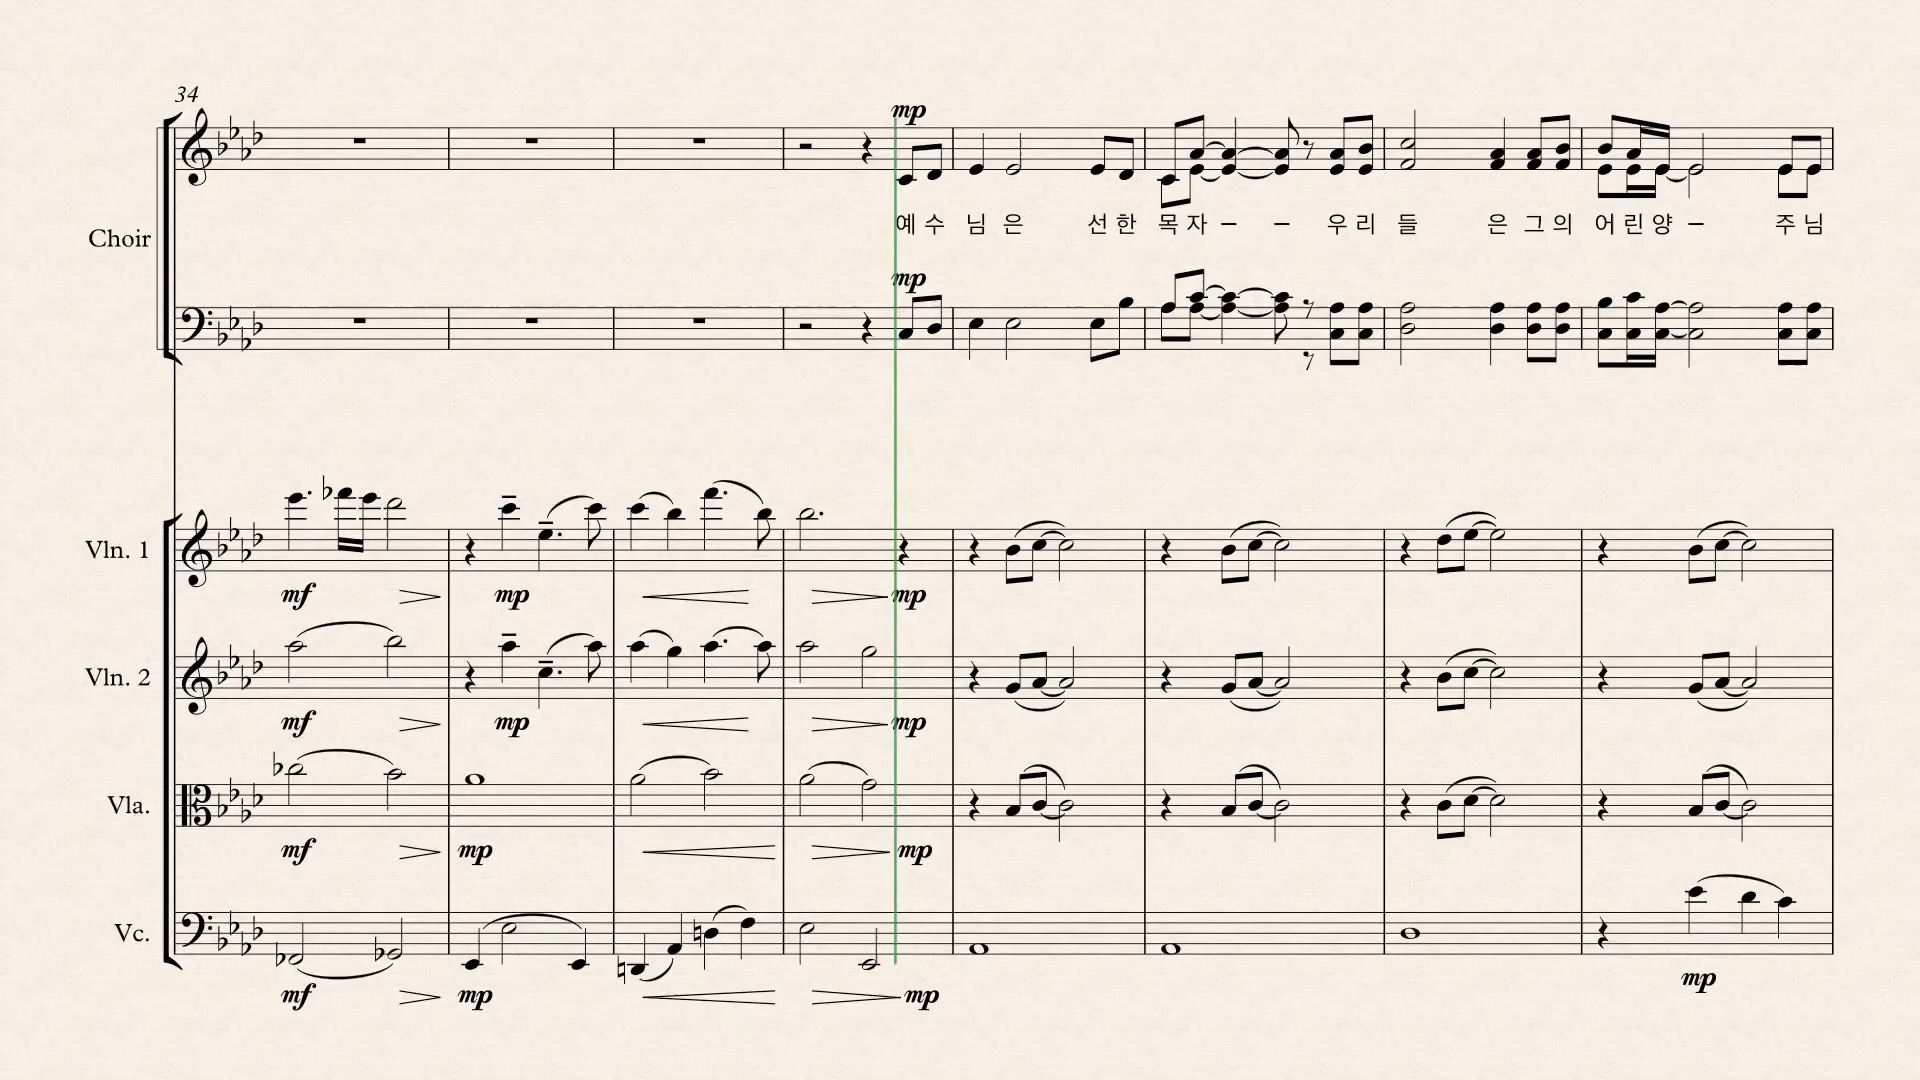 34
mp
Choir
예 수 님 은 선 한 목 자 – – 우 리 들 은 그 의 어 린 양 – 주 님
mp
Vln. 1
mf mp mp
Vln. 2
mf mp mp
Vla.
mf mp mp
Vc.
mf mp mp mp